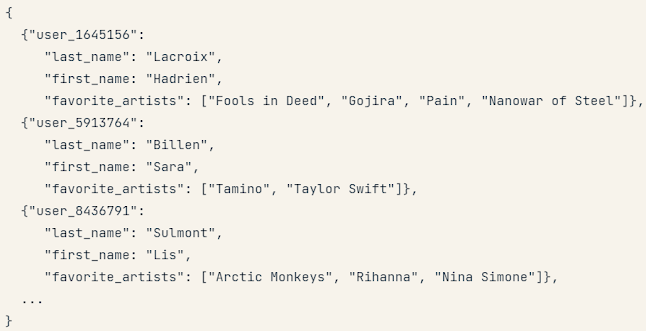 {
  {"user_1645156":
     "last_name": "Lacroix",
     "first_name: "Hadrien",
     "favorite_artists": ["Fools in Deed", "Gojira", "Pain", "Nanowar of Steel"]},
  {"user_5913764":
     "last_name": "Billen",
     "first_name: "Sara",
     "favorite_artists": ["Tamino", "Taylor Swift"]},
  {"user_8436791":
     "last_name": "Sulmont",
     "first_name: "Lis",
     "favorite_artists": ["Arctic Monkeys", "Rihanna", "Nina Simone"]},
  ...
}